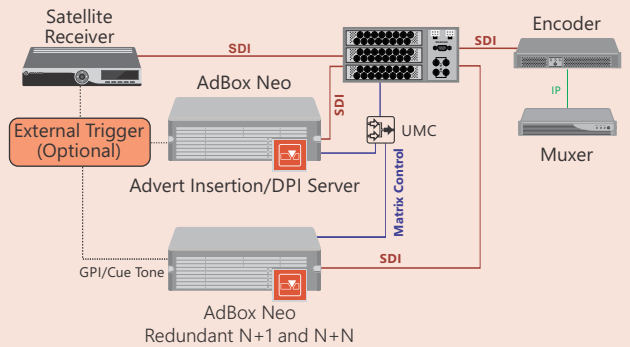 Satellite
Receiver
SDI
SDI
Encoder
AdBox Neo
SDI
IP
External Trigger
(Optional)
UMC
Muxer
Advert Insertion/DPI Server
Matrix Control
GPI/Cue Tone
SDI
AdBox Neo
Redundant N+1 and N+N